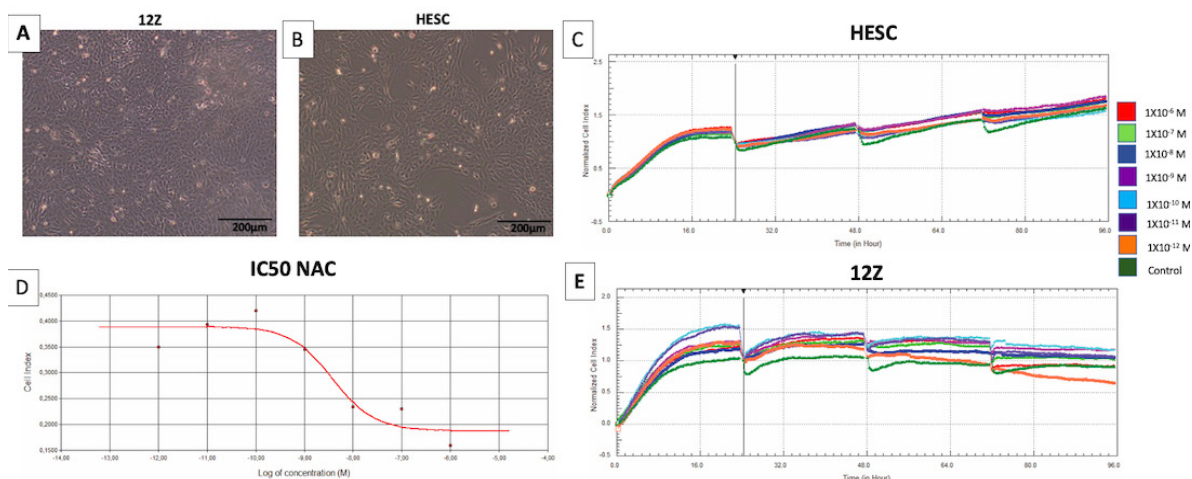 A
12Z
200µm
B
HESC
200µm
C
HESC
Normalized Cell Index
2.5
1.5
0.5
-0.5
0.0
16.0
32.0
48.0
64.0
80.0
96.0
Time (in Hour)
1X10⁻⁶ M
1X10⁻⁷ M
1X10⁻⁸ M
1X10⁻⁹ M
1X10⁻¹⁰ M
1X10⁻¹¹ M
1X10⁻¹² M
Control
D
IC50 NAC
Cell Index
0,4500
0,4000
0,3500
0,3000
0,2500
0,2000
0,1500
-14,00
-13,00
-12,00
-11,00
-10,00
-9,00
-8,00
-7,00
-6,00
-5,00
-4,00
Log of concentration (M)
E
12Z
Normalized Cell Index
2.0
1.5
1.0
0.5
0.0
-0.5
0.0
16.0
32.0
48.0
64.0
80.0
96.0
Time (in Hour)